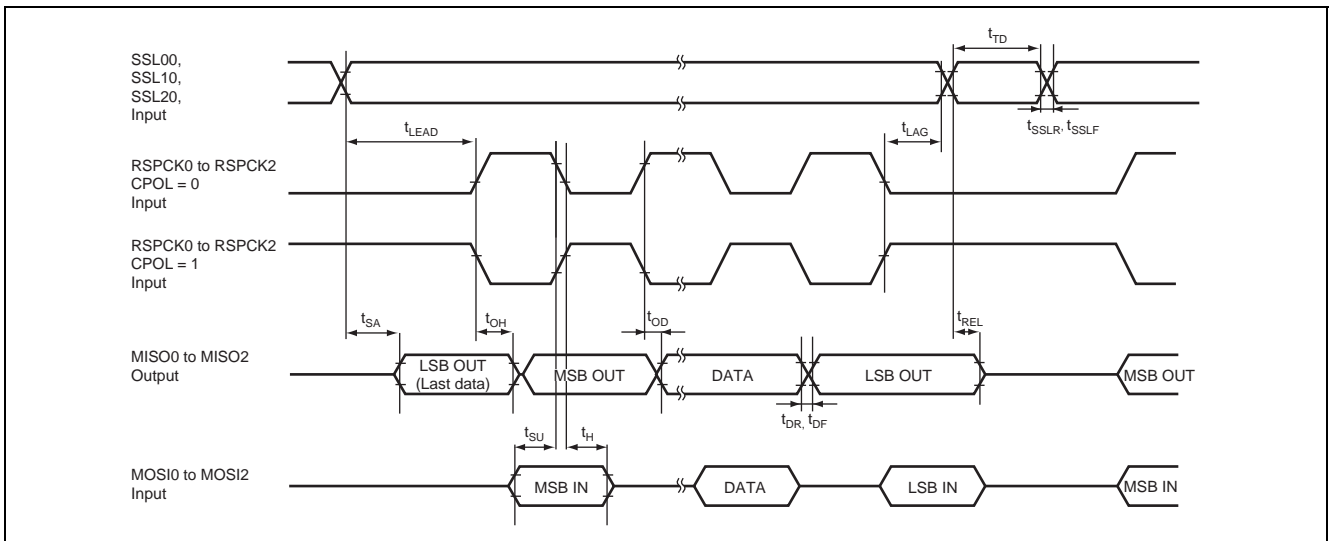 SSL00,
SSL10,
SSL20,
Input
tTD
tLEAD
tLAG
tSSLR, tSSLF
RSPCK0 to RSPCK2
CPOL = 0
Input
RSPCK0 to RSPCK2
CPOL = 1
Input
tSA
tOH
tOD
tREL
MISO0 to MISO2
Output
LSB OUT
(Last data)
MSB OUT
DATA
LSB OUT
MSB OUT
tDR, tDF
tSU
tH
MOSI0 to MOSI2
Input
MSB IN
DATA
LSB IN
MSB IN